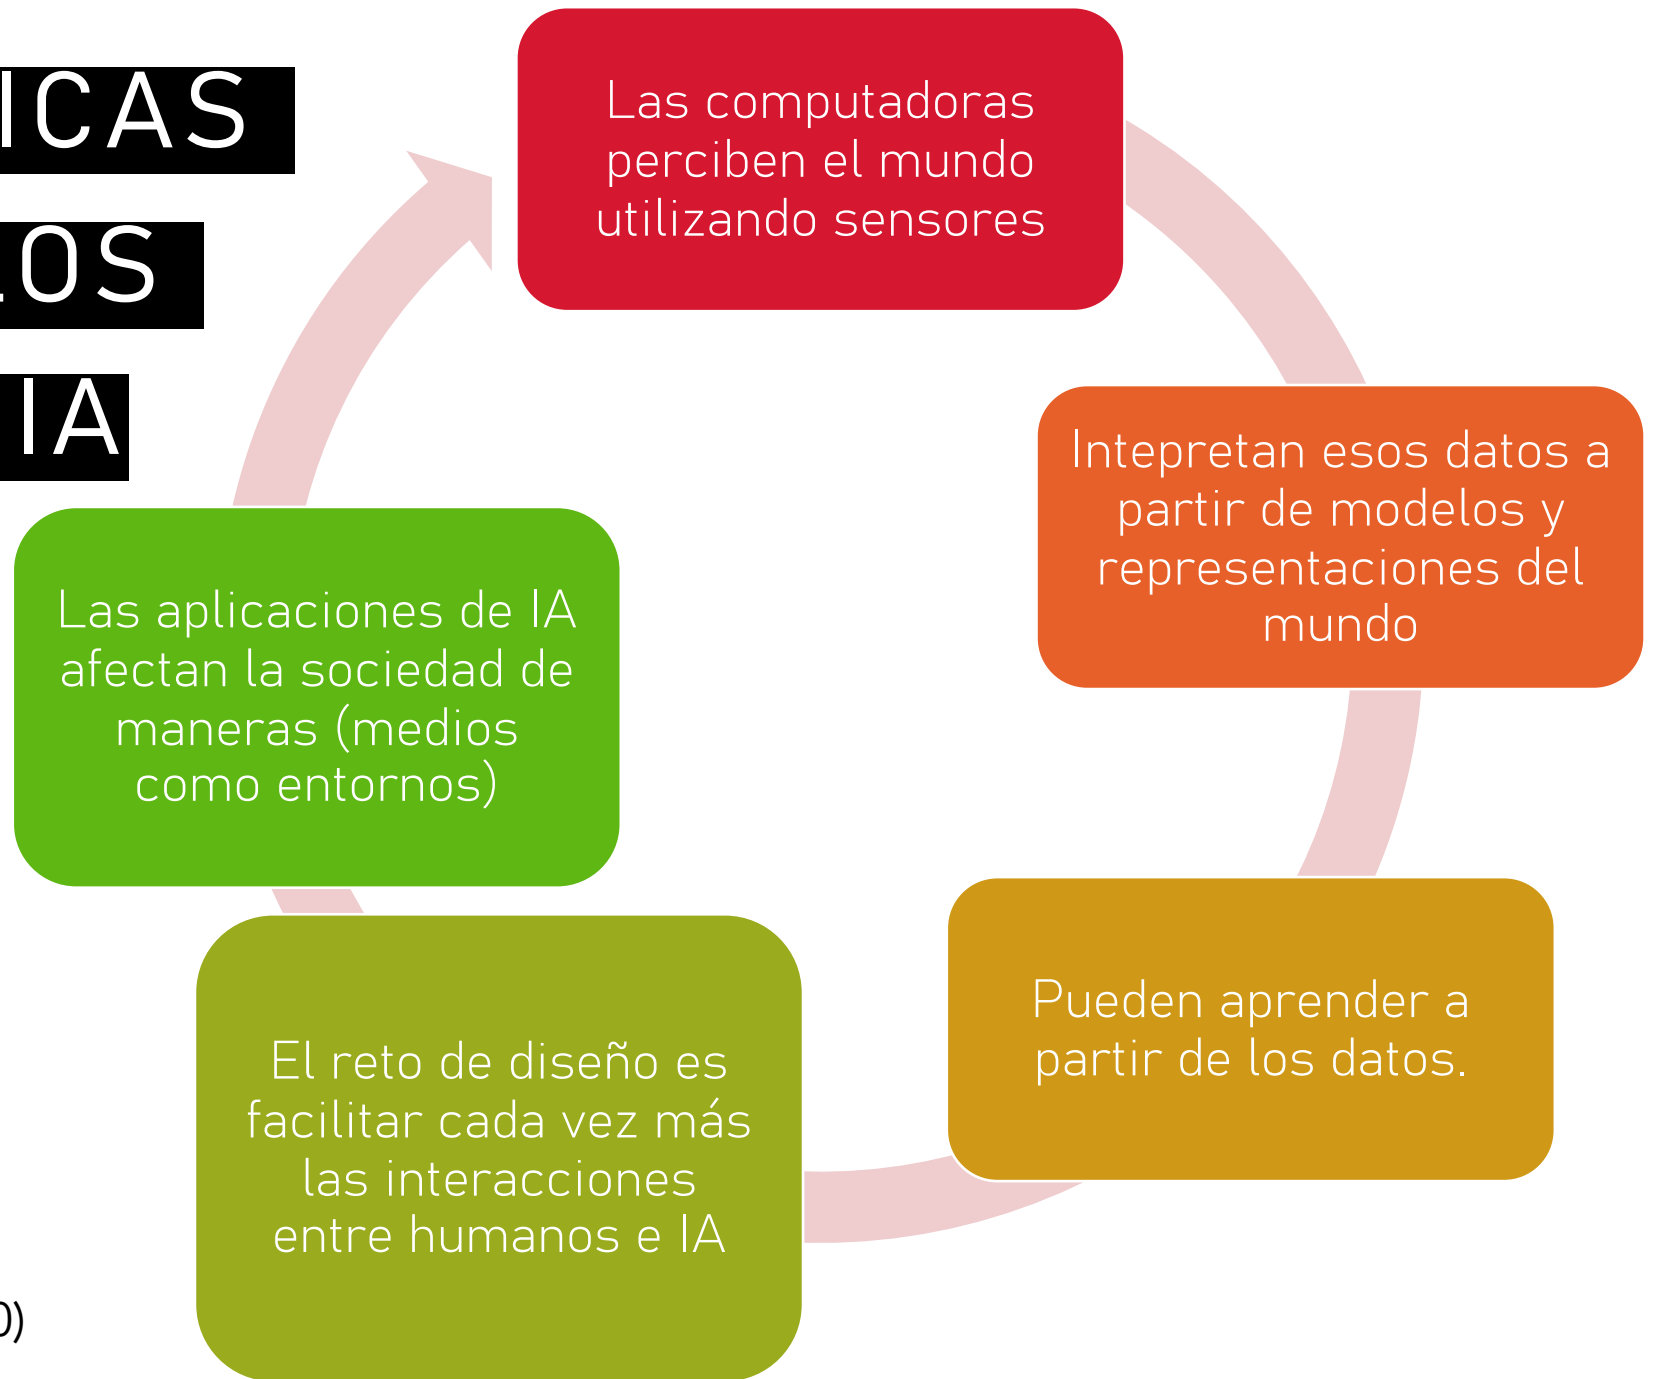 ICAS
LOS
IA
Las computadoras
perciben el mundo
utilizando sensores
Intepretan esos datos a
partir de modelos y
representaciones del
mundo
Pueden aprender a
partir de los datos.
El reto de diseño es
facilitar cada vez más
las interacciones
entre humanos e IA
Las aplicaciones de IA
afectan la sociedad de
maneras (medios
como entornos)
0)